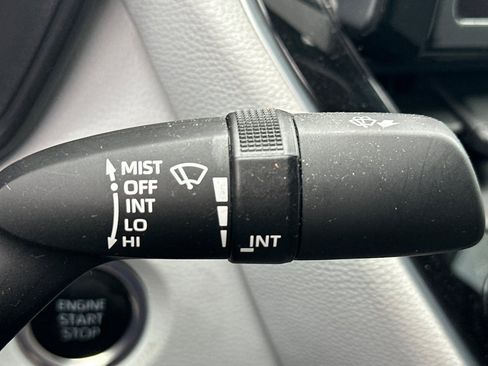 MIST
OFF
INT
LO
HI
INT
ENGINE
START
STOP